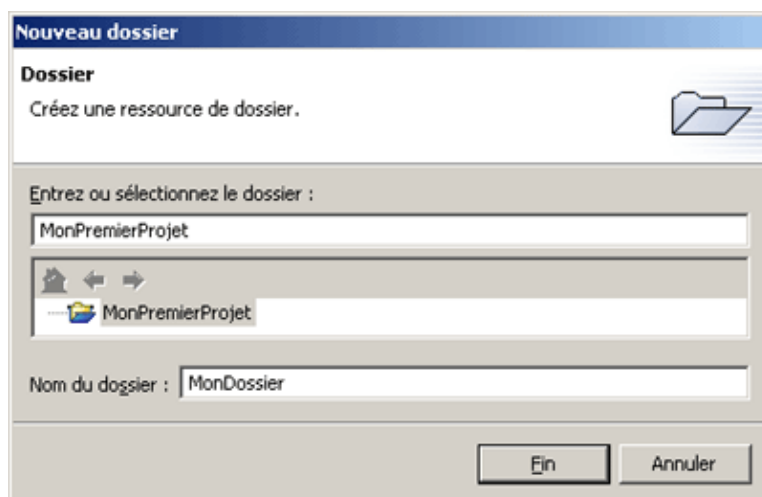 Nouveau dossier
Dossier
Créez une ressource de dossier.
Entrez ou sélectionnez le dossier :
MonPremierProjet
MonPremierProjet
Nom du dossier : MonDossier
Fin Annuler